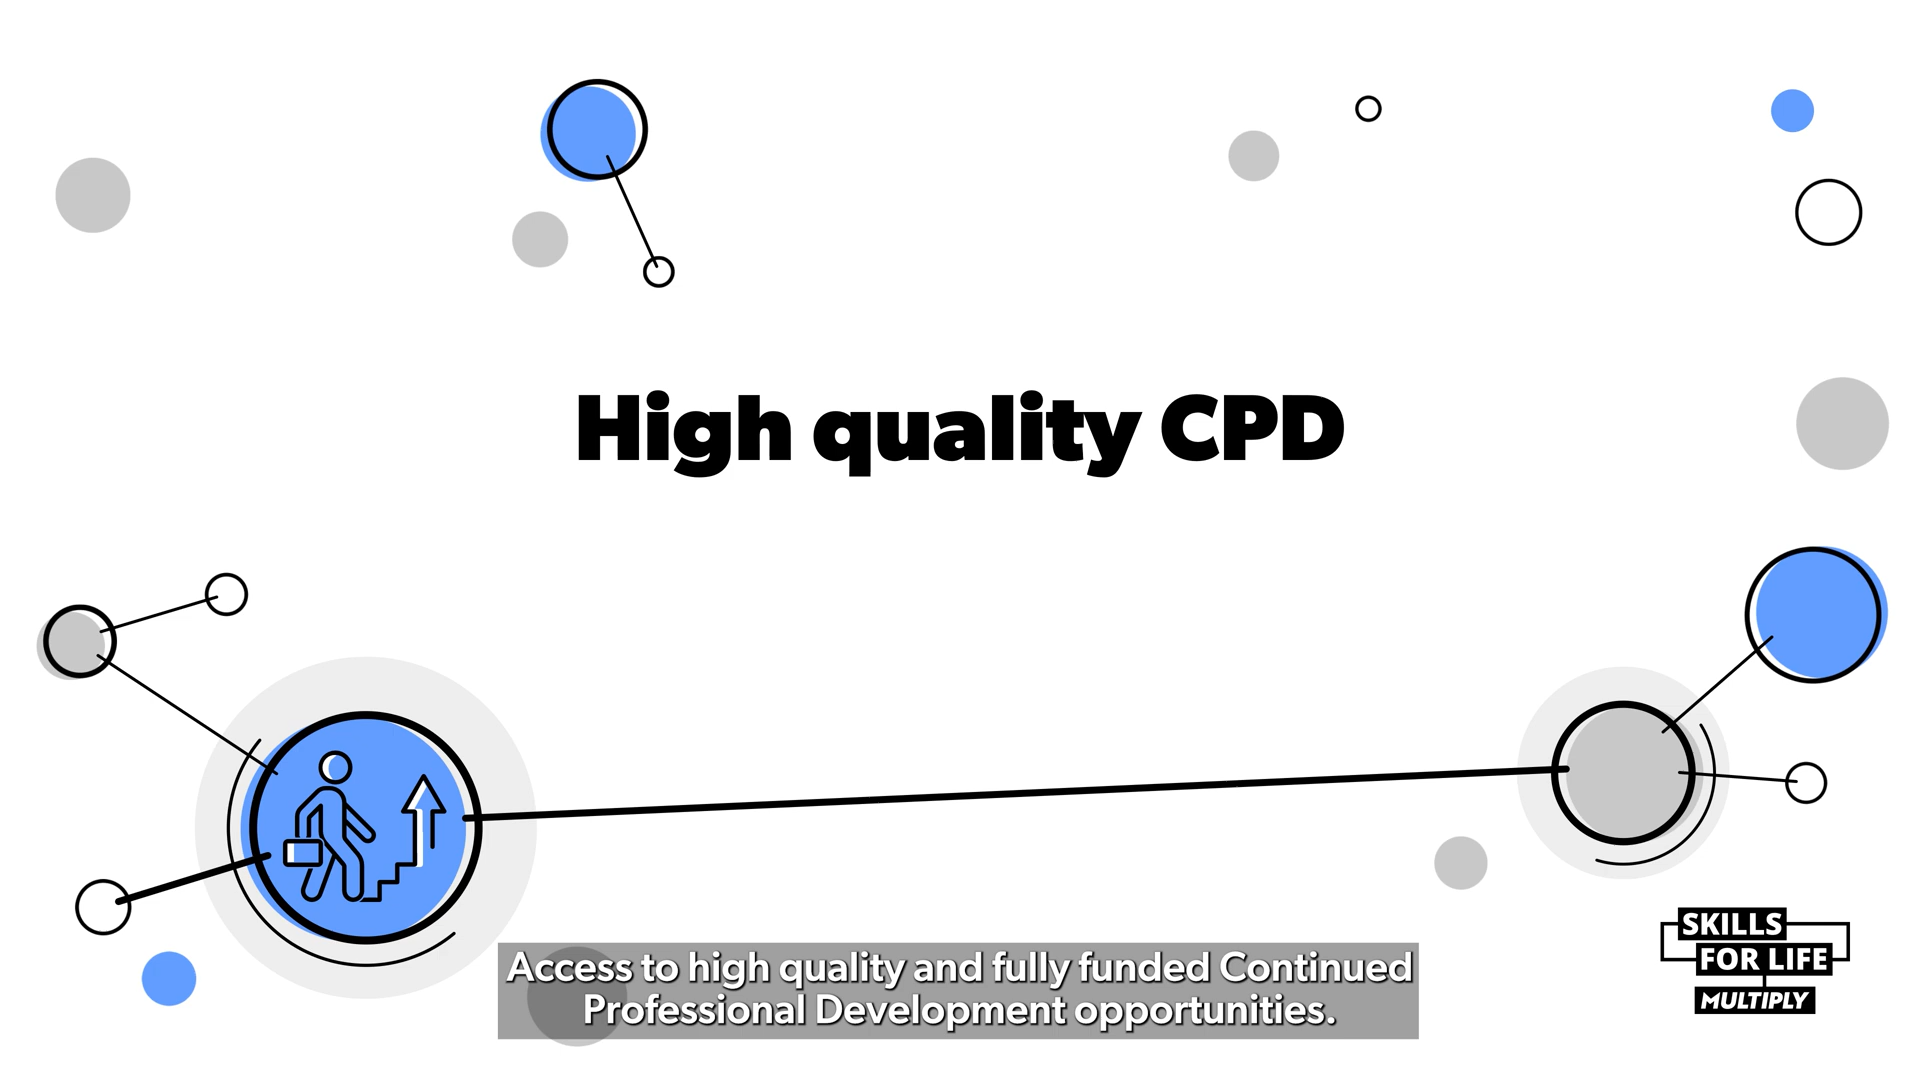 High quality CPD
Access to high quality and fully funded Continued
Professional Development opportunities.
SKILLS
FOR LIFE
MULTIPLY